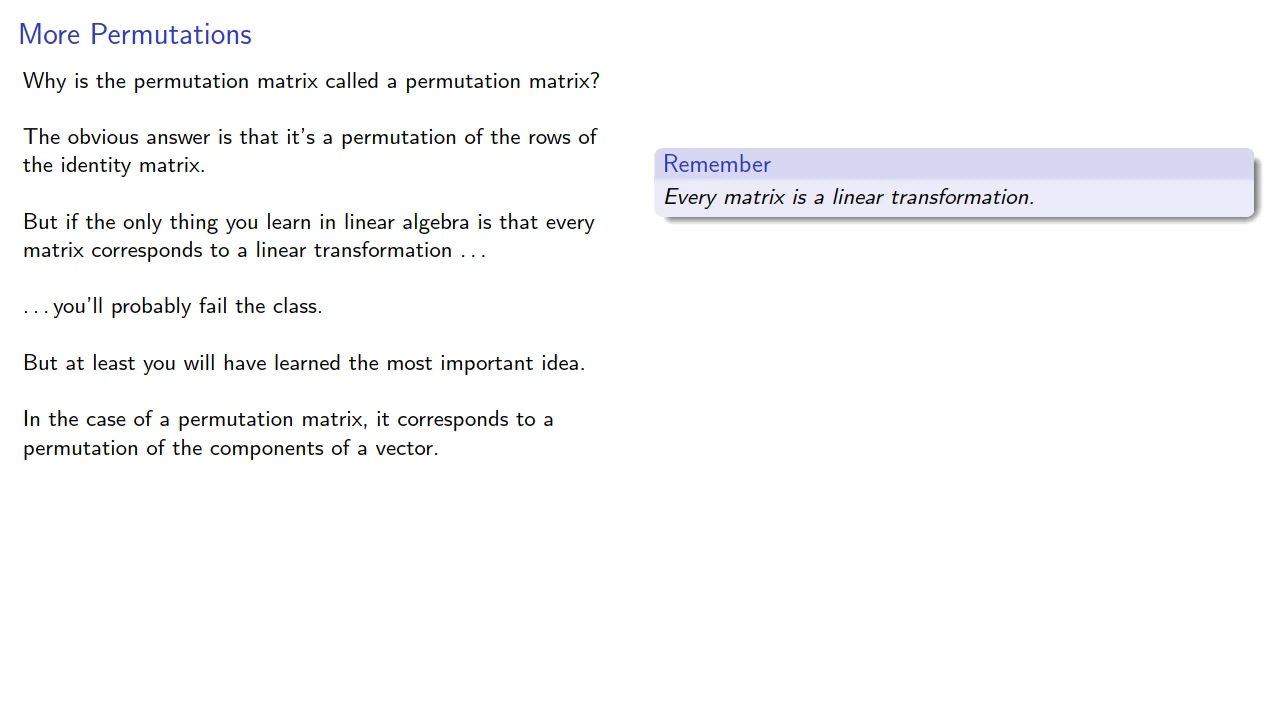 More Permutations
Why is the permutation matrix called a permutation matrix?
The obvious answer is that it's a permutation of the rows of
the identity matrix.
But if the only thing you learn in linear algebra is that every
matrix corresponds to a linear transformation ...
...you'll probably fail the class.
But at least you will have learned the most important idea.
In the case of a permutation matrix, it corresponds to a
permutation of the components of a vector.
Remember
Every matrix is a linear transformation.